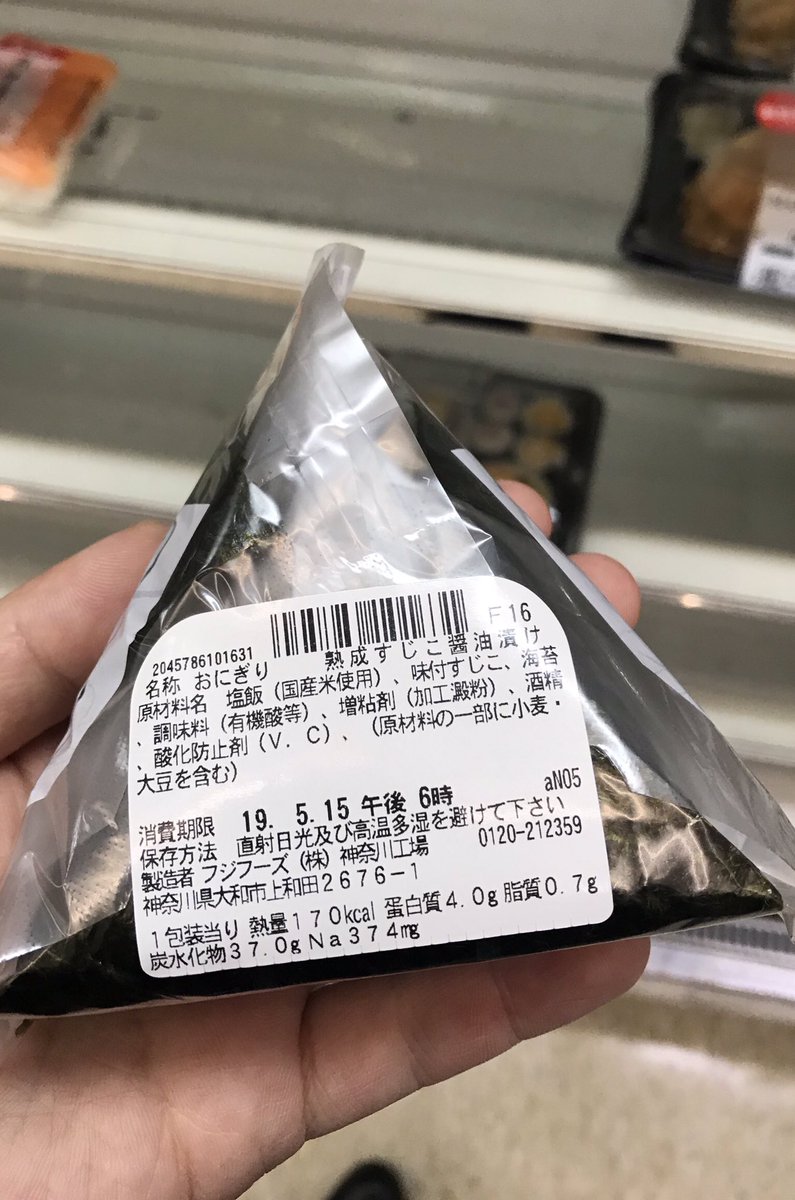 F16
2045786101631
熟成すじこ醤油漬け
名称 おにぎり
原材料名 塩飯（国産米使用）、味付すじこ、海苔
、調味料（有機酸等）、増粘剤（加工澱粉）、酒精
、酸化防止剤（V．C）、（原材料の一部に小麦・
大豆を含む）
aN05
消費期限 19. 5.15 午後 6時
保存方法 直射日光及び高温多湿を避けて下さい
製造者 フジフーズ（株）神奈川工場 0120-212359
神奈川県大和市上和田2676-1
1包装当り 熱量170kcal 蛋白質4.0g 脂質0.7g
炭水化物37.0g Na374mg